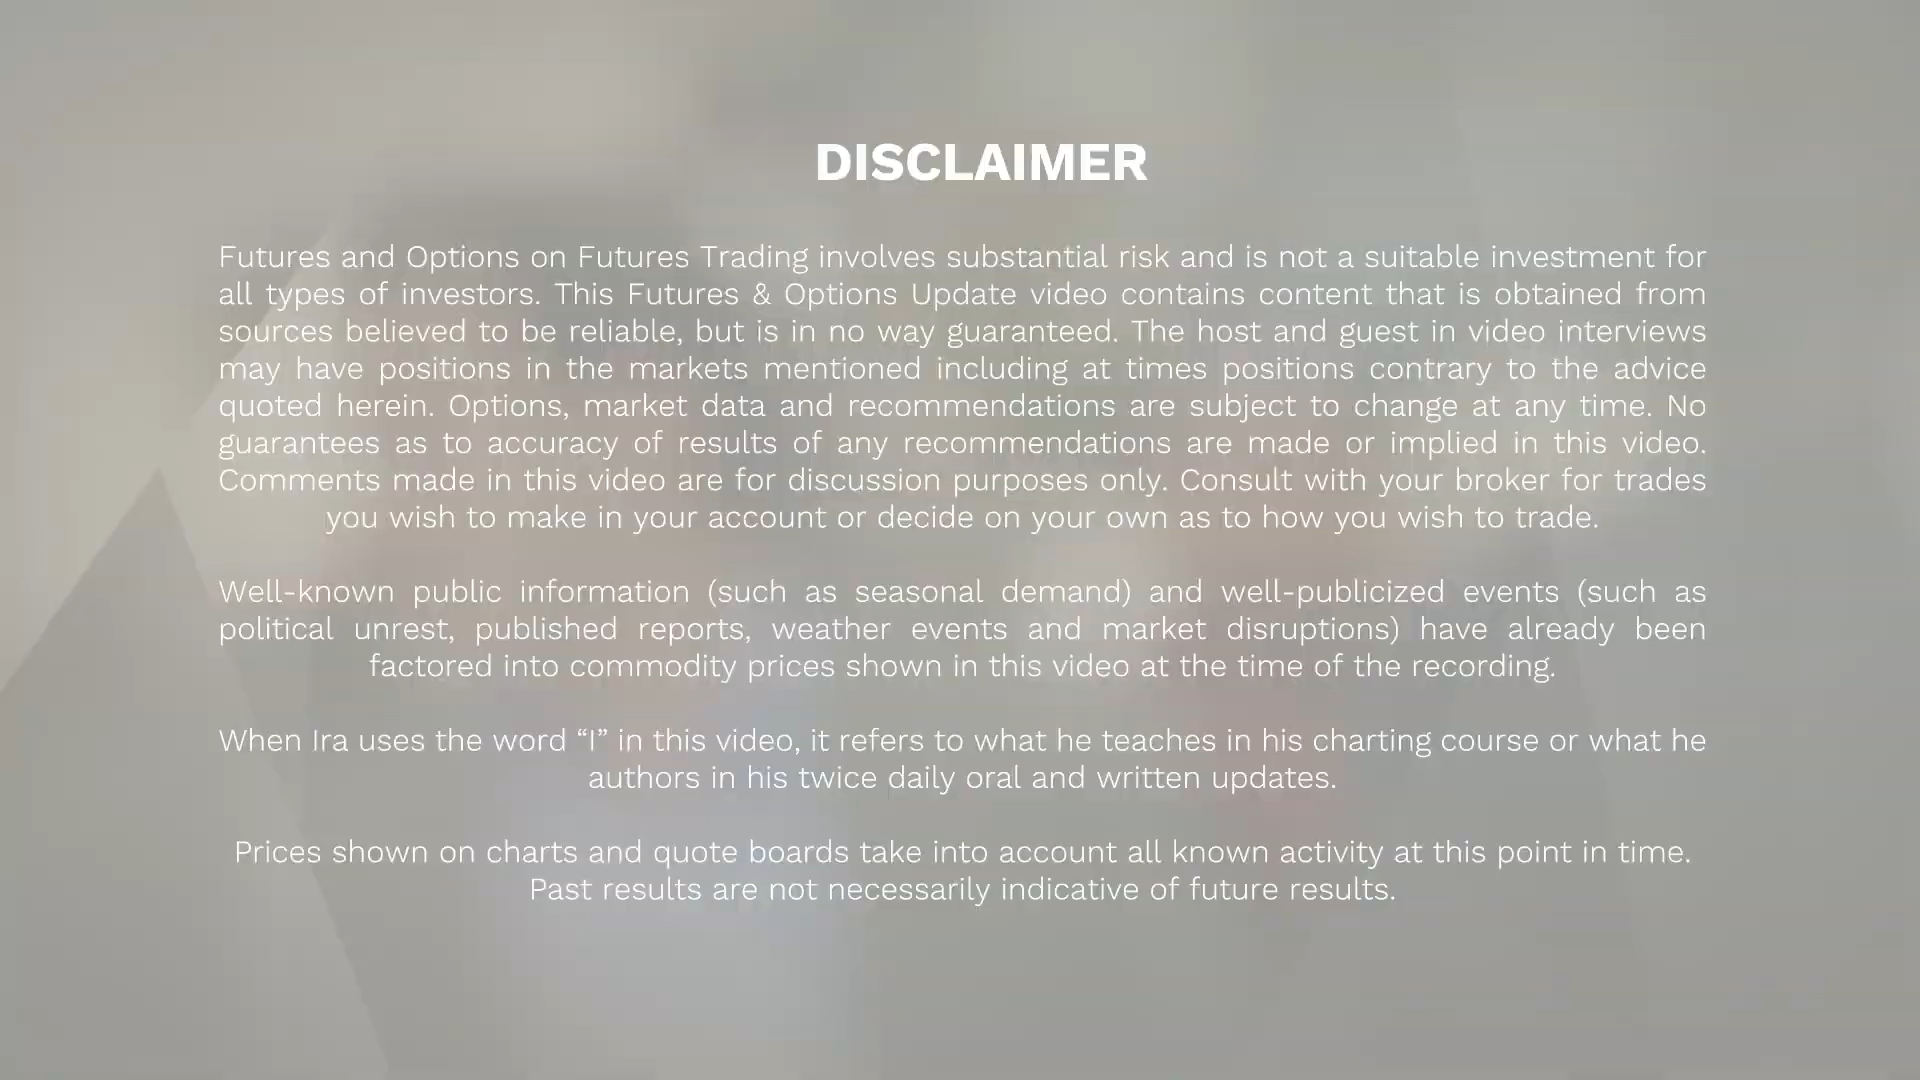 DISCLAIMER
Futures and Options on Futures Trading involves substantial risk and is not a suitable investment for
all types of investors. This Futures & Options Update video contains content that is obtained from
sources believed to be reliable, but is in no way guaranteed. The host and guest in video interviews
may have positions in the markets mentioned including at times positions contrary to the advice
quoted herein. Options, market data and recommendations are subject to change at any time. No
guarantees as to accuracy of results of any recommendations are made or implied in this video.
Comments made in this video are for discussion purposes only. Consult with your broker for trades
you wish to make in your account or decide on your own as to how you wish to trade.
Well-known public information (such as seasonal demand) and well-publicized events (such as
political unrest, published reports, weather events and market disruptions) have already been
factored into commodity prices shown in this video at the time of the recording.
When Ira uses the word “I” in this video, it refers to what he teaches in his charting course or what he
authors in his twice daily oral and written updates.
Prices shown on charts and quote boards take into account all known activity at this point in time.
Past results are not necessarily indicative of future results.